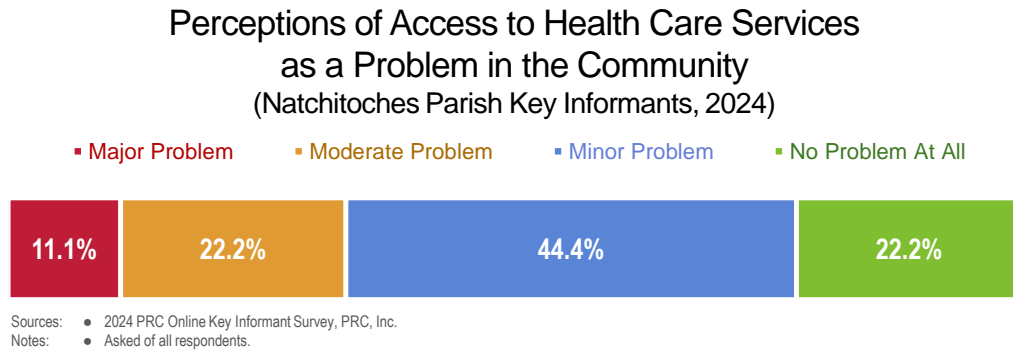 Perceptions of Access to Health Care Services
as a Problem in the Community
(Natchitoches Parish Key Informants, 2024)
▪ Major Problem ▪ Moderate Problem ▪ Minor Problem ▪ No Problem At All
11.1% 22.2% 44.4% 22.2%
Sources: ● 2024 PRC Online Key Informant Survey, PRC, Inc.
Notes: ● Asked of all respondents.